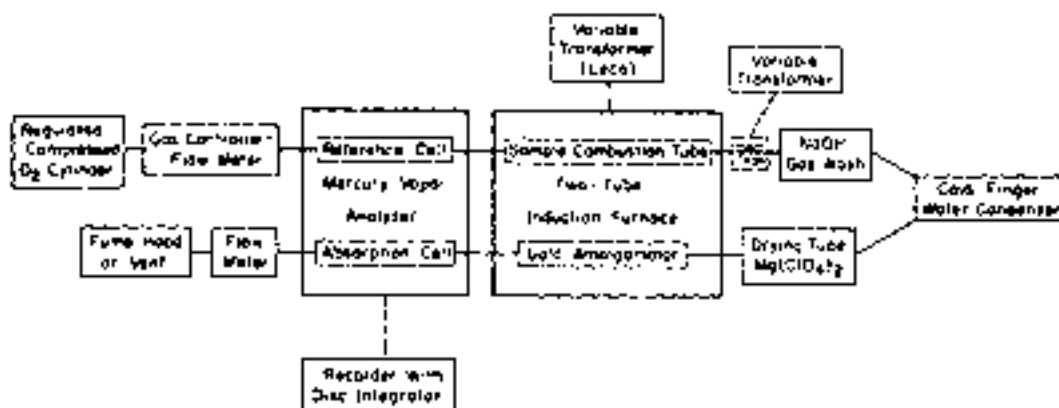 Variable
Transformer
(Leco)
Variable
Transformer
Regulated
Compressed
O₂ Cylinder
Gas Controller
Flow Meter
Reference Cell
Sample Combustion Tube
NaOH
Gas Wash
Mercury Vapor
Analyzer
Two-Tube
Induction Furnace
Cold Finger
Water Condenser
Fume Hood
or Vent
Flow
Meter
Absorption Cell
Gold Amalgamator
Drying Tube
Mg(ClO₄)₂
Recorder with
Disc Integrator